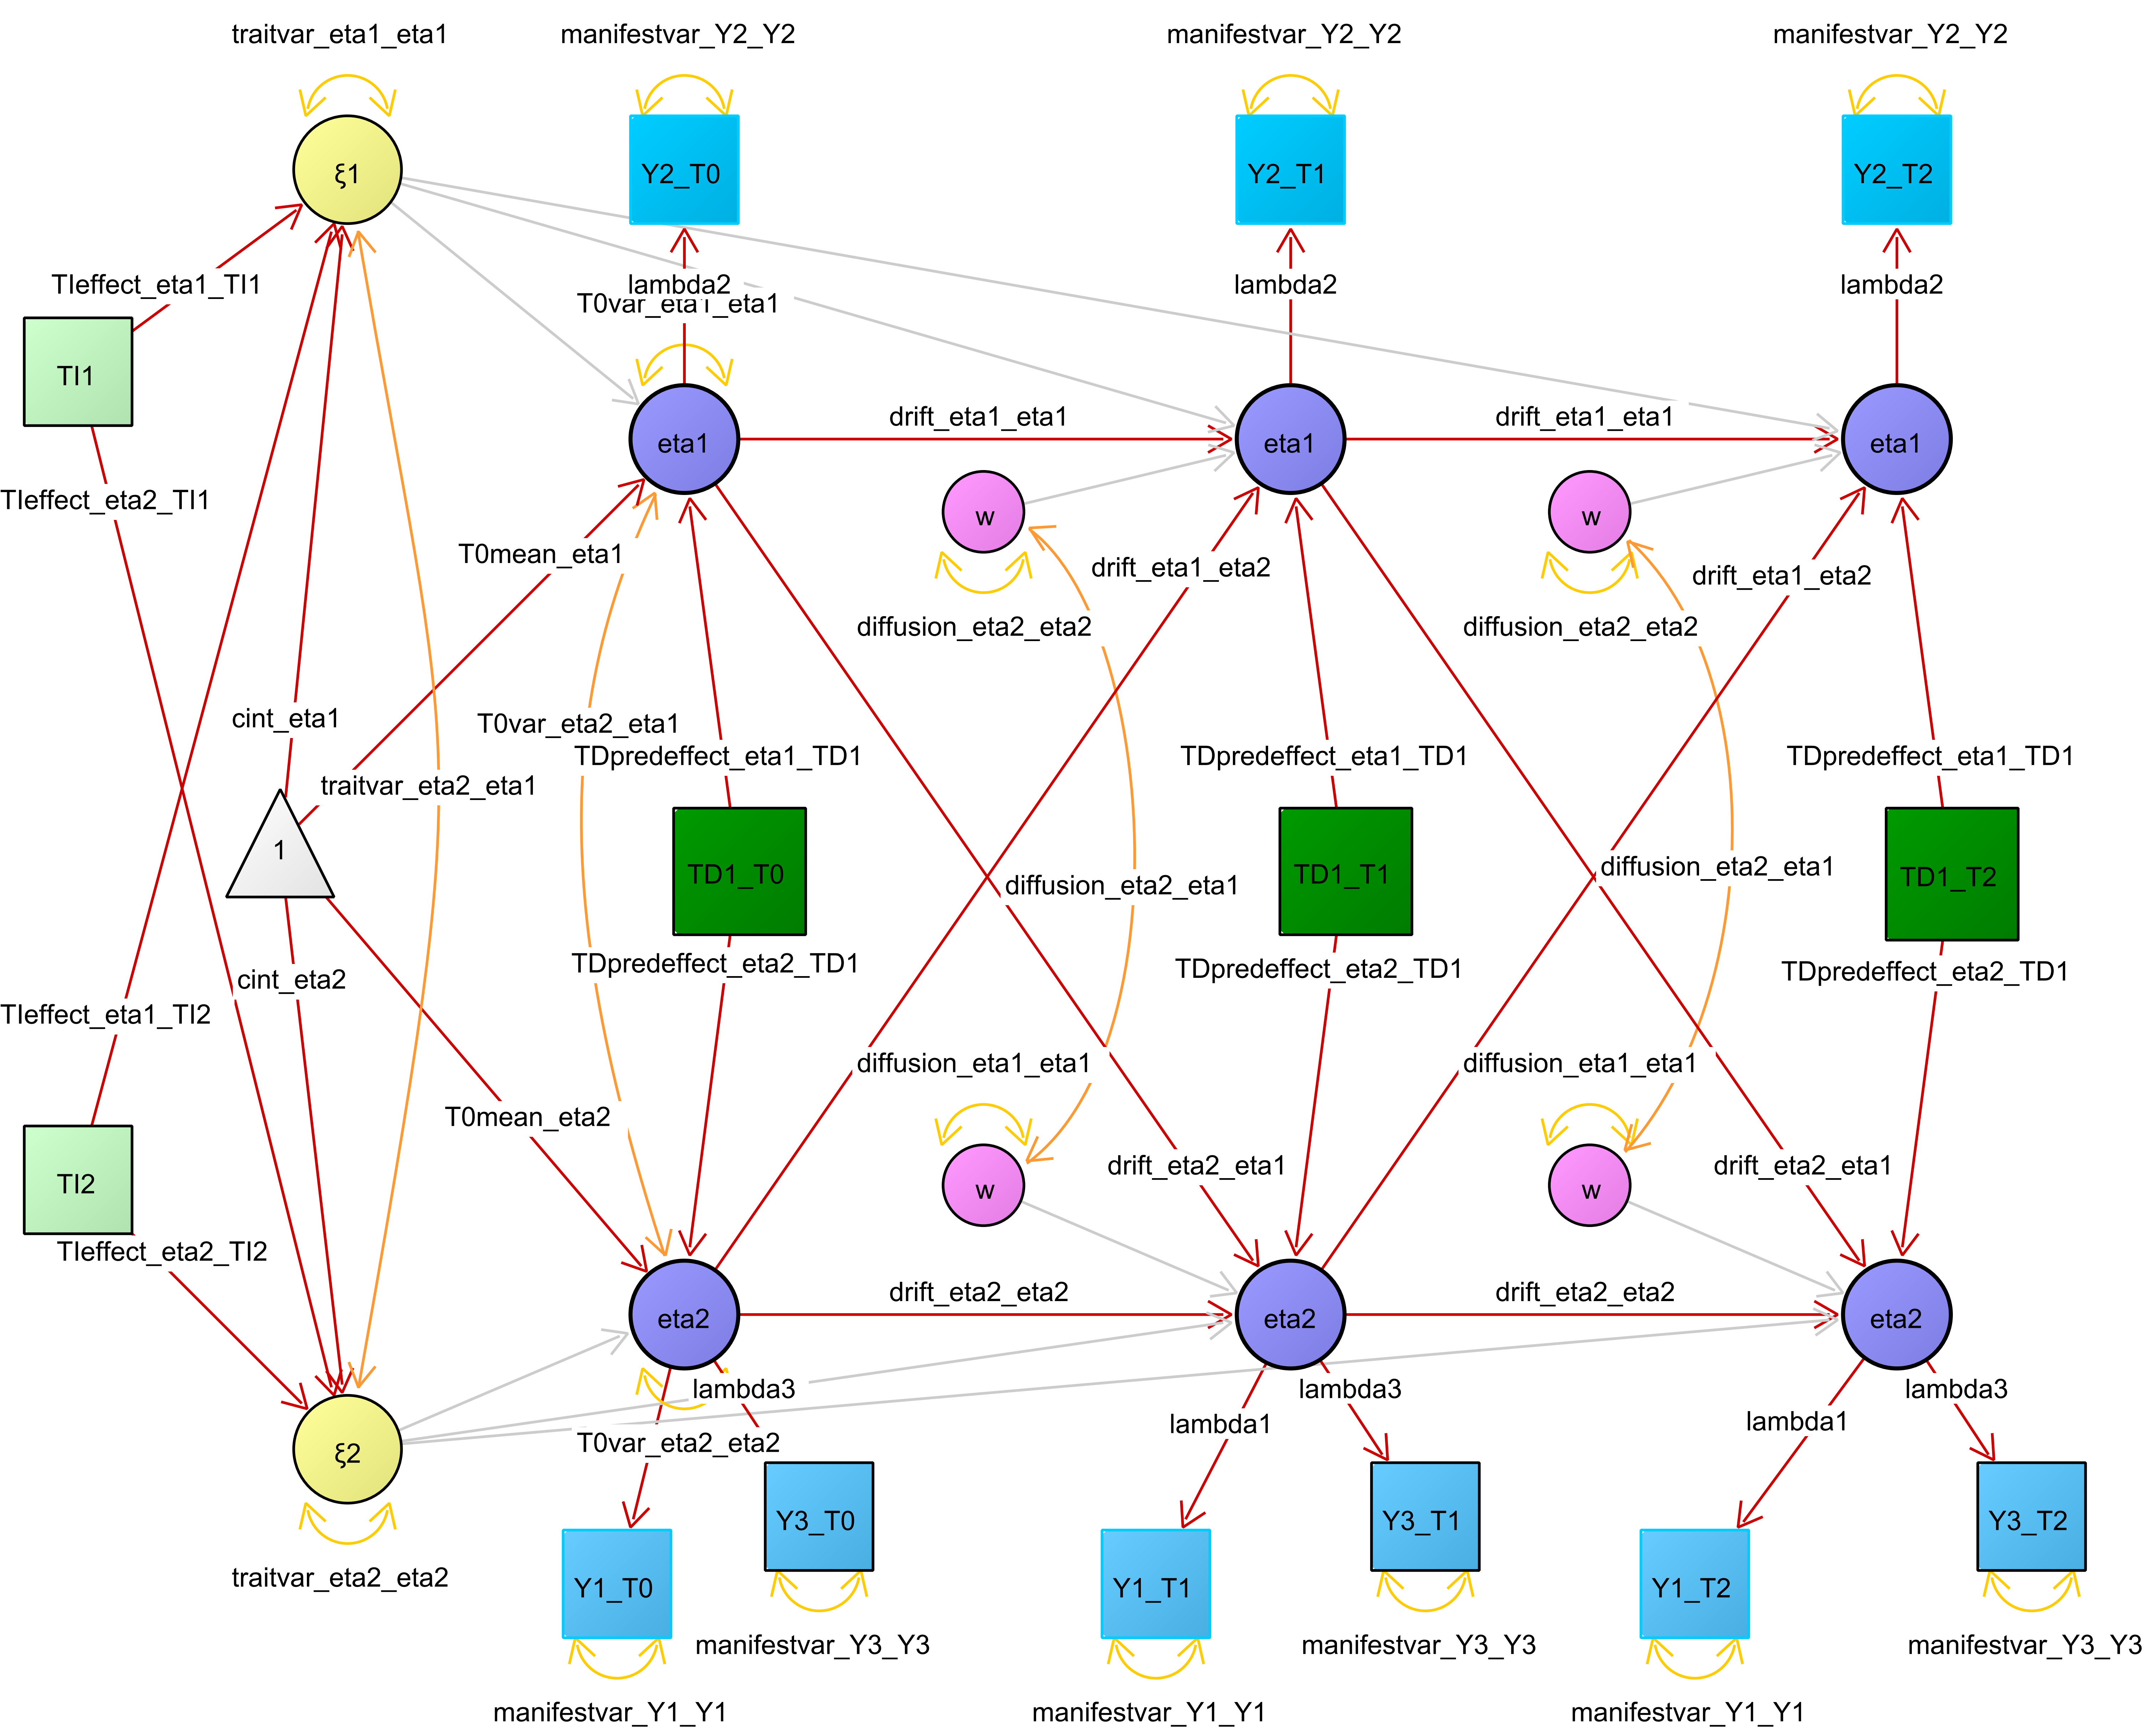 traitvar_eta1_eta1
manifestvar_Y2_Y2
manifestvar_Y2_Y2
manifestvar_Y2_Y2
ξ1
Y2_T0
Y2_T1
Y2_T2
TIeffect_eta1_TI1
lambda2
lambda2
lambda2
T0var_eta1_eta1
TI1
drift_eta1_eta1
drift_eta1_eta1
eta1
eta1
eta1
TIeffect_eta2_TI1
w
w
T0mean_eta1
drift_eta1_eta2
drift_eta1_eta2
diffusion_eta2_eta2
diffusion_eta2_eta2
cint_eta1
T0var_eta2_eta1
TDpredeffect_eta1_TD1
TDpredeffect_eta1_TD1
TDpredeffect_eta1_TD1
traitvar_eta2_eta1
1
TD1_T0
TD1_T1
TD1_T2
diffusion_eta2_eta1
diffusion_eta2_eta1
cint_eta2
TDpredeffect_eta2_TD1
TDpredeffect_eta2_TD1
TDpredeffect_eta2_TD1
TIeffect_eta1_TI2
diffusion_eta1_eta1
diffusion_eta1_eta1
T0mean_eta2
drift_eta2_eta1
drift_eta2_eta1
TI2
w
w
TIeffect_eta2_TI2
drift_eta2_eta2
drift_eta2_eta2
eta2
eta2
eta2
lambda3
lambda3
lambda3
lambda1
lambda1
T0var_eta2_eta2
ξ2
Y3_T0
Y3_T1
Y3_T2
traitvar_eta2_eta2
Y1_T0
Y1_T1
Y1_T2
manifestvar_Y3_Y3
manifestvar_Y3_Y3
manifestvar_Y3_Y3
manifestvar_Y1_Y1
manifestvar_Y1_Y1
manifestvar_Y1_Y1